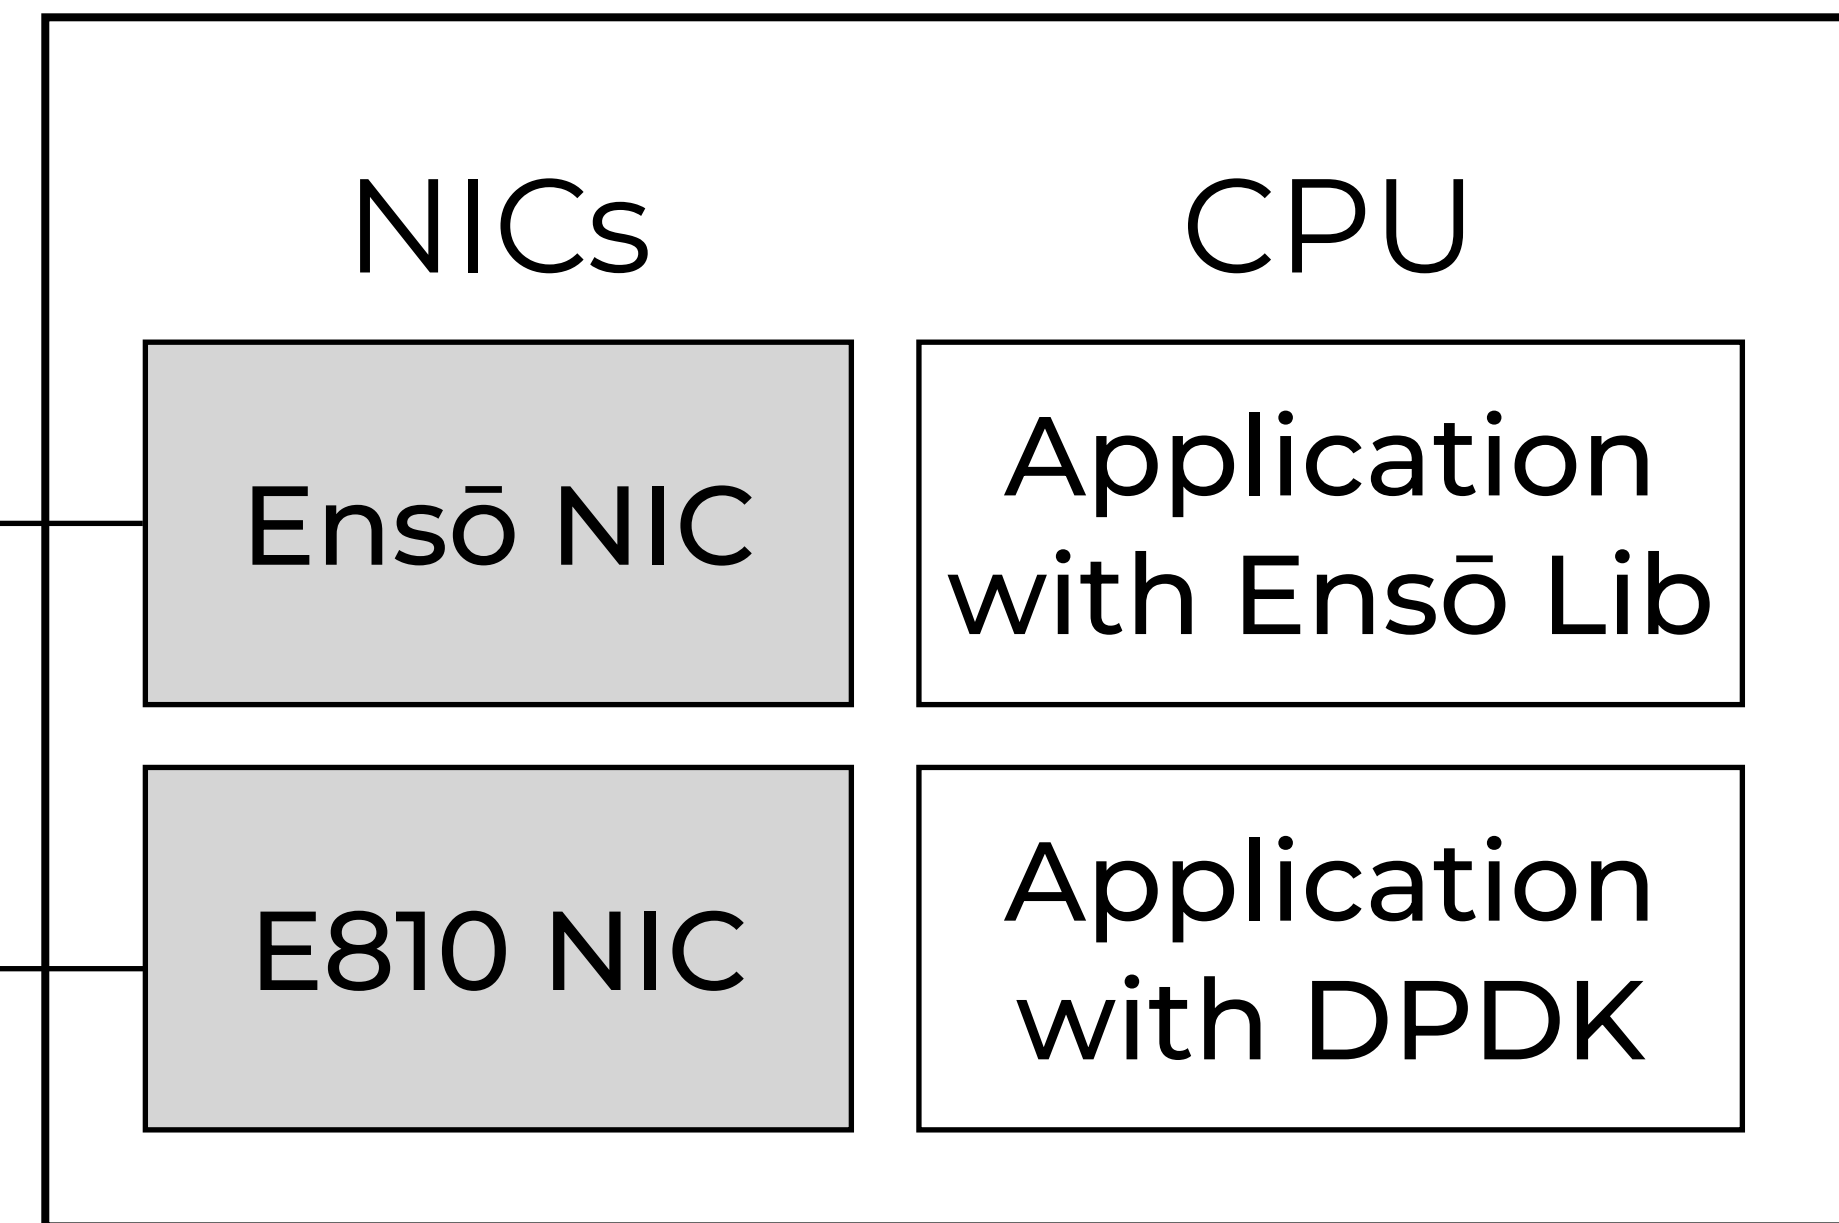 NICs
CPU
Ensō NIC
Application
with Ensō Lib
E810 NIC
Application
with DPDK